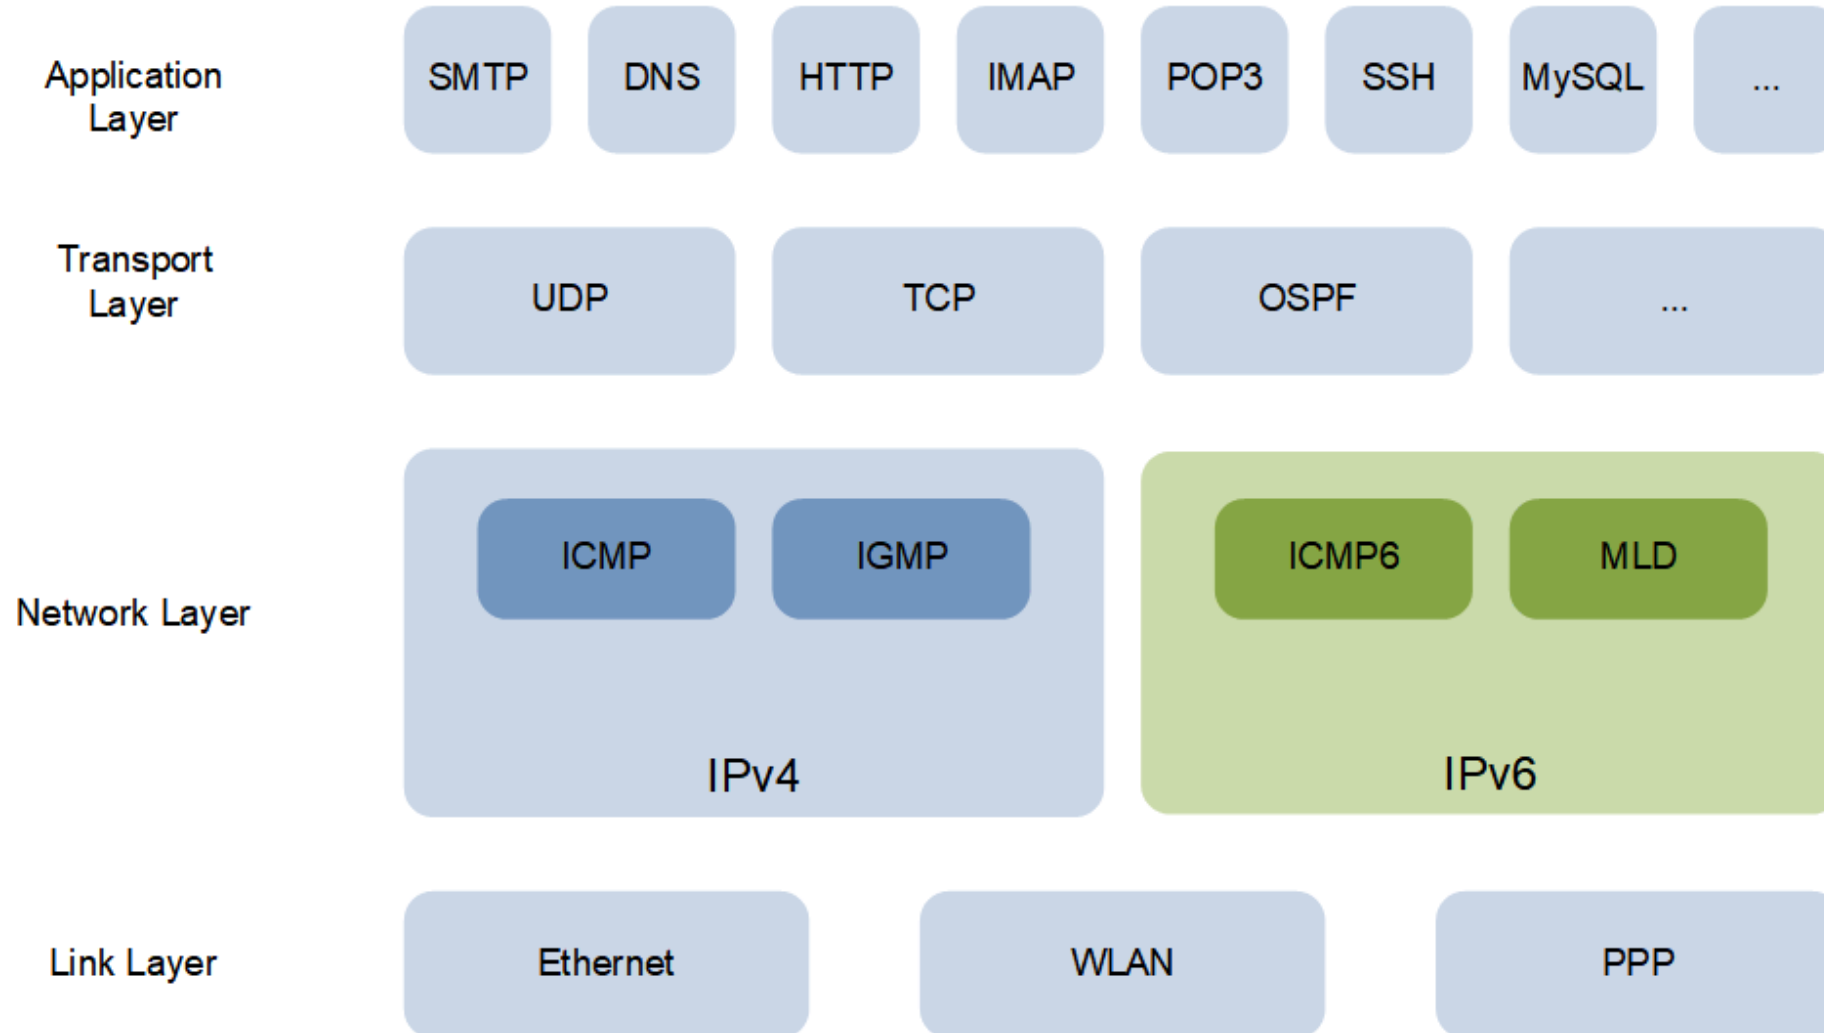 Application
Layer
SMTP
DNS
HTTP
IMAP
POP3
SSH
MySQL
...
Transport
Layer
UDP
TCP
OSPF
...
Network Layer
ICMP
IGMP
IPv4
ICMP6
MLD
IPv6
Link Layer
Ethernet
WLAN
PPP